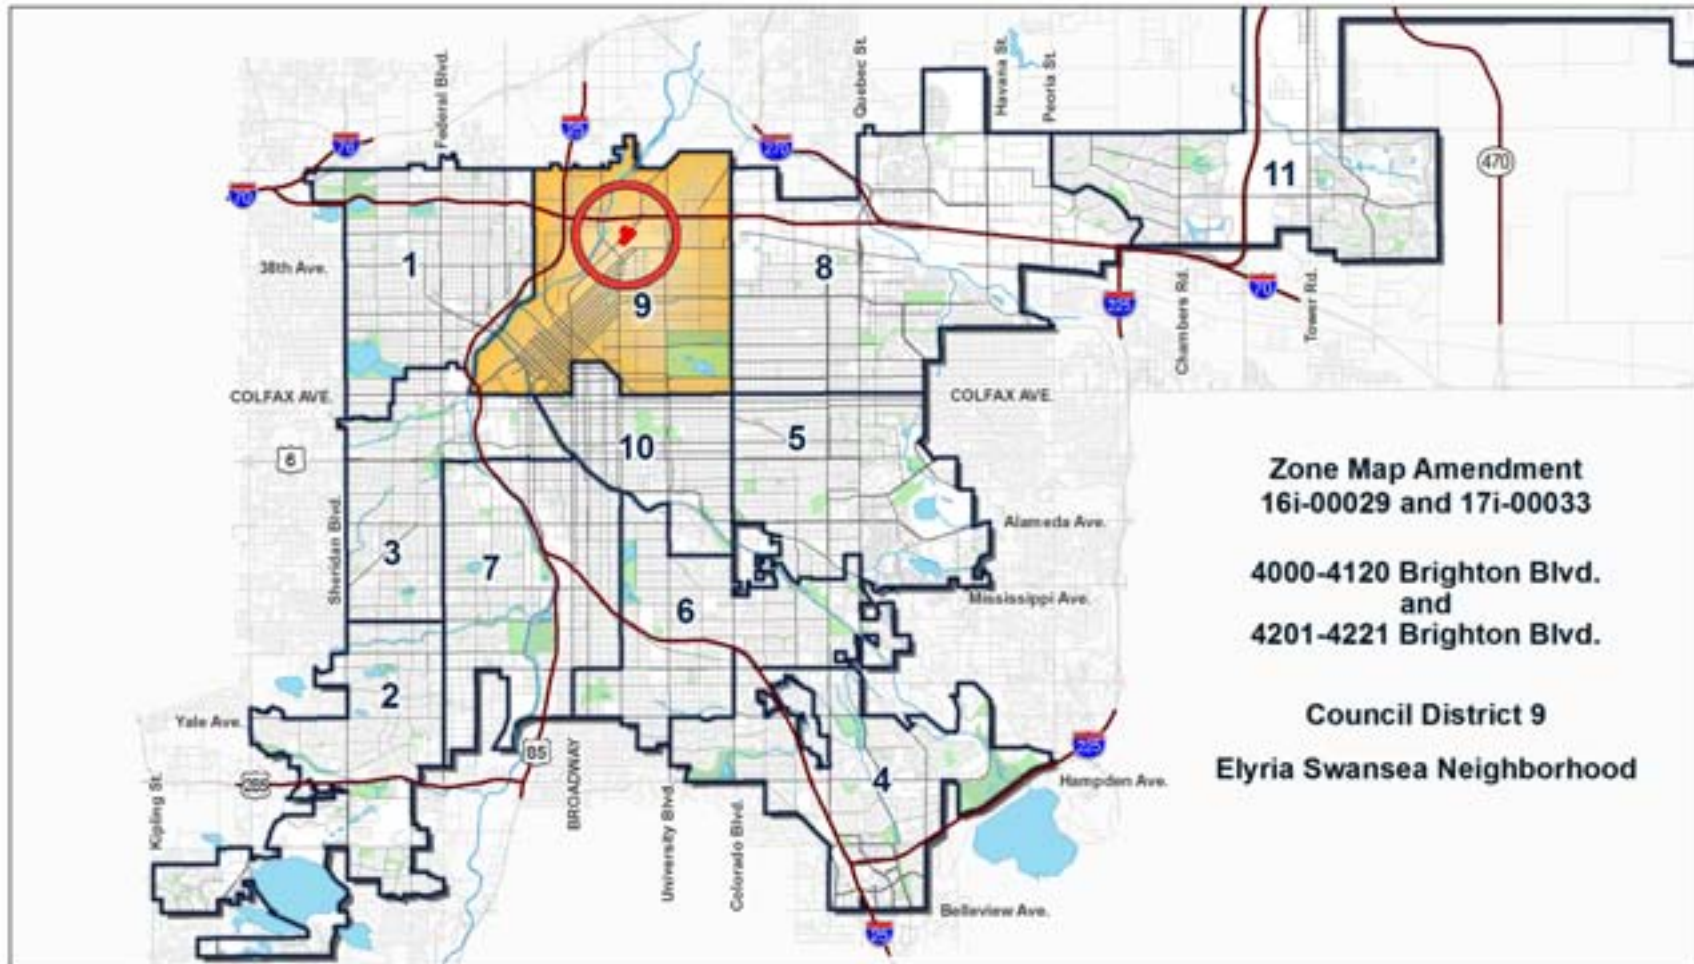 Federal Blvd.
Quebec St.
Havana St.
Peoria St.
76
25
270
470
70
11
38th Ave.
1
8
9
225
70
Chambers Rd.
Tower Rd.
COLFAX AVE.
COLFAX AVE.
10
5
6
Zone Map Amendment
16i-00029 and 17i-00033
Sheridan Blvd.
Alameda Ave.
3
7
4000-4120 Brighton Blvd.
and
4201-4221 Brighton Blvd.
Mississippi Ave.
6
2
Yale Ave.
Council District 9
85
225
BROADWAY
Elyria Swansea Neighborhood
285
4
Hampden Ave.
Kipling St.
University Blvd.
Colorado Blvd.
Belleview Ave.
25